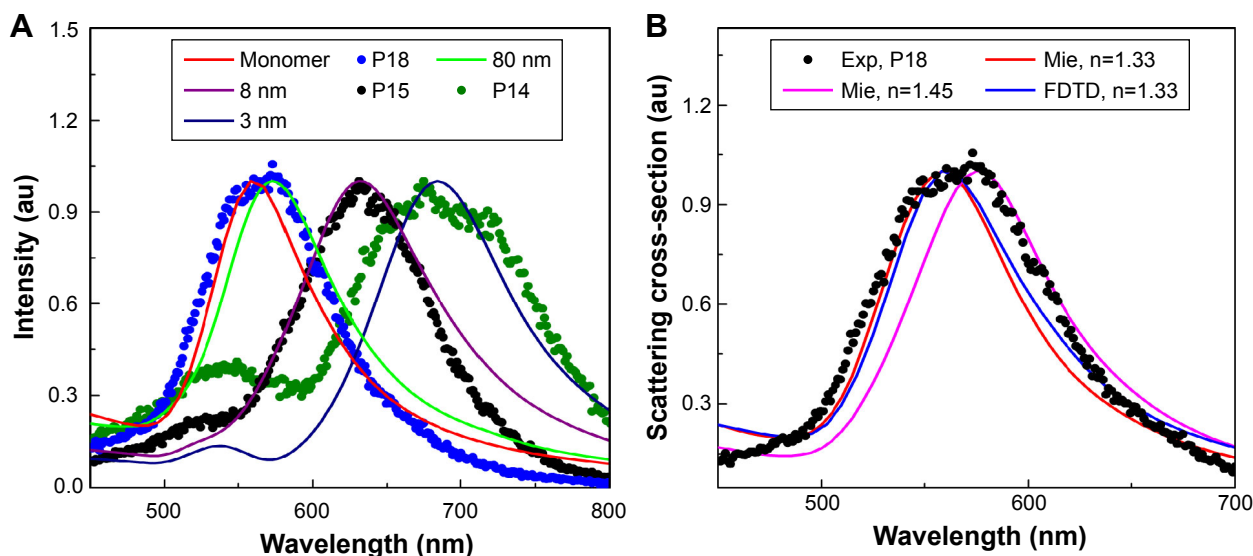 A
1.5
1.2
0.9
0.6
0.3
0.0
Intensity (au)
Monomer P18 80 nm
8 nm P15 P14
3 nm
500 600 700 800
Wavelength (nm)
B
1.2
0.9
0.6
0.3
Scattering cross-section (au)
Exp, P18 Mie, n=1.33
Mie, n=1.45 FDTD, n=1.33
500 600 700
Wavelength (nm)